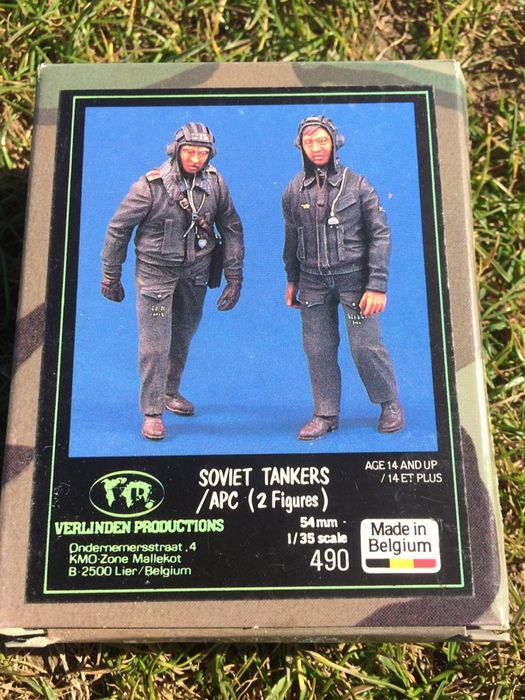 SOVIET TANKERS
/APC (2 Figures)
AGE 14 AND UP
/ 14 ET PLUS
VP.
VERLINDEN PRODUCTIONS
Ondernemersstraat ,4
KMO-Zone Mallekot
B-2500 Lier/Belgium
54mm -
1/35 scale
490
Made in
Belgium